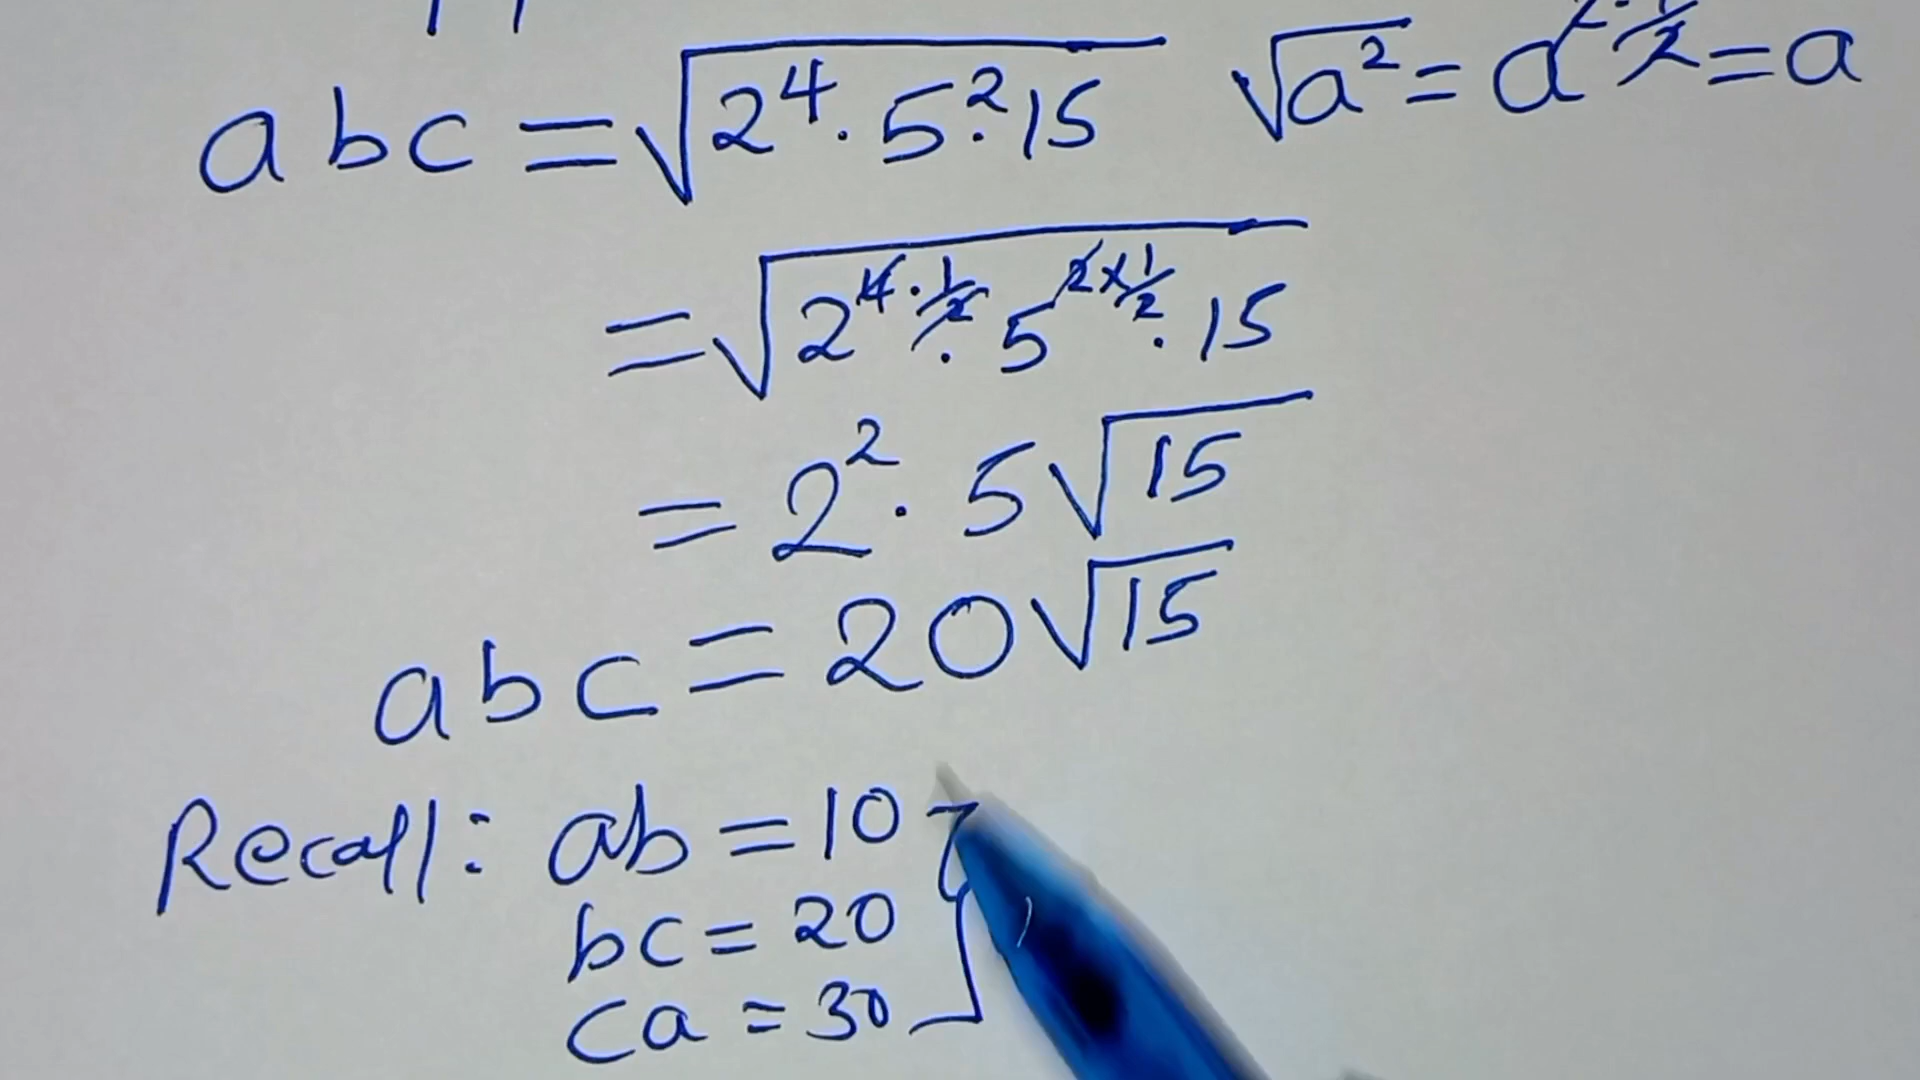 abc = √2⁴ · 5² · 15 √a² = a^2·1/2 = a
= √2^4·1/2 · 5^2×1/2 · 15
= 2² · 5√15
abc = 20√15
Recall: ab = 10
bc = 20
ca = 30